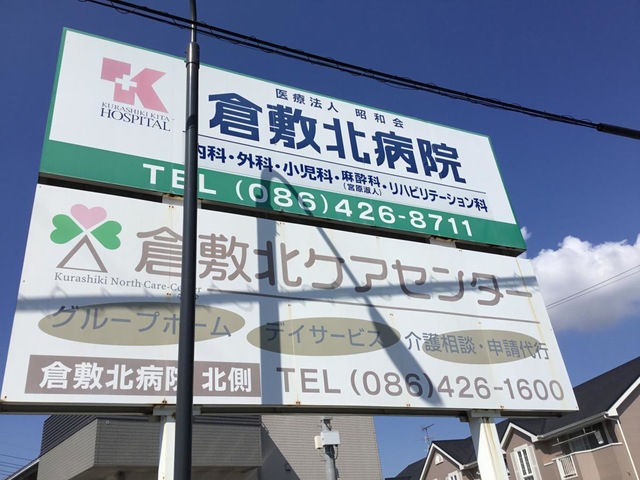 KURASHIKI KITA
HOSPITAL
医療法人 昭和会
倉敷北病院
内科・外科・小児科・麻酔科・リハビリテーション科
(宮原淑人)
TEL (086)426-8711
Kurashiki North Care-Center
倉敷北ケアセンター
グループホーム デイサービス 介護相談・申請代行
倉敷北病院 北側 TEL (086)426-1600